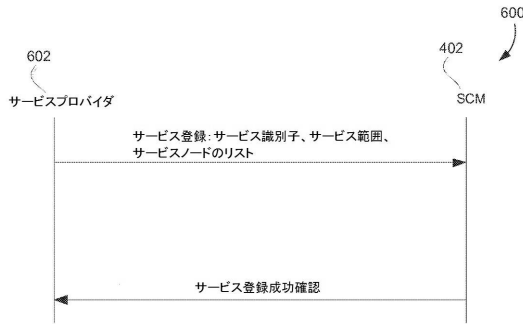 600
602
402
サービスプロバイダ
SCM
サービス登録：サービス識別子、サービス範囲、
サービスノードのリスト
サービス登録成功確認